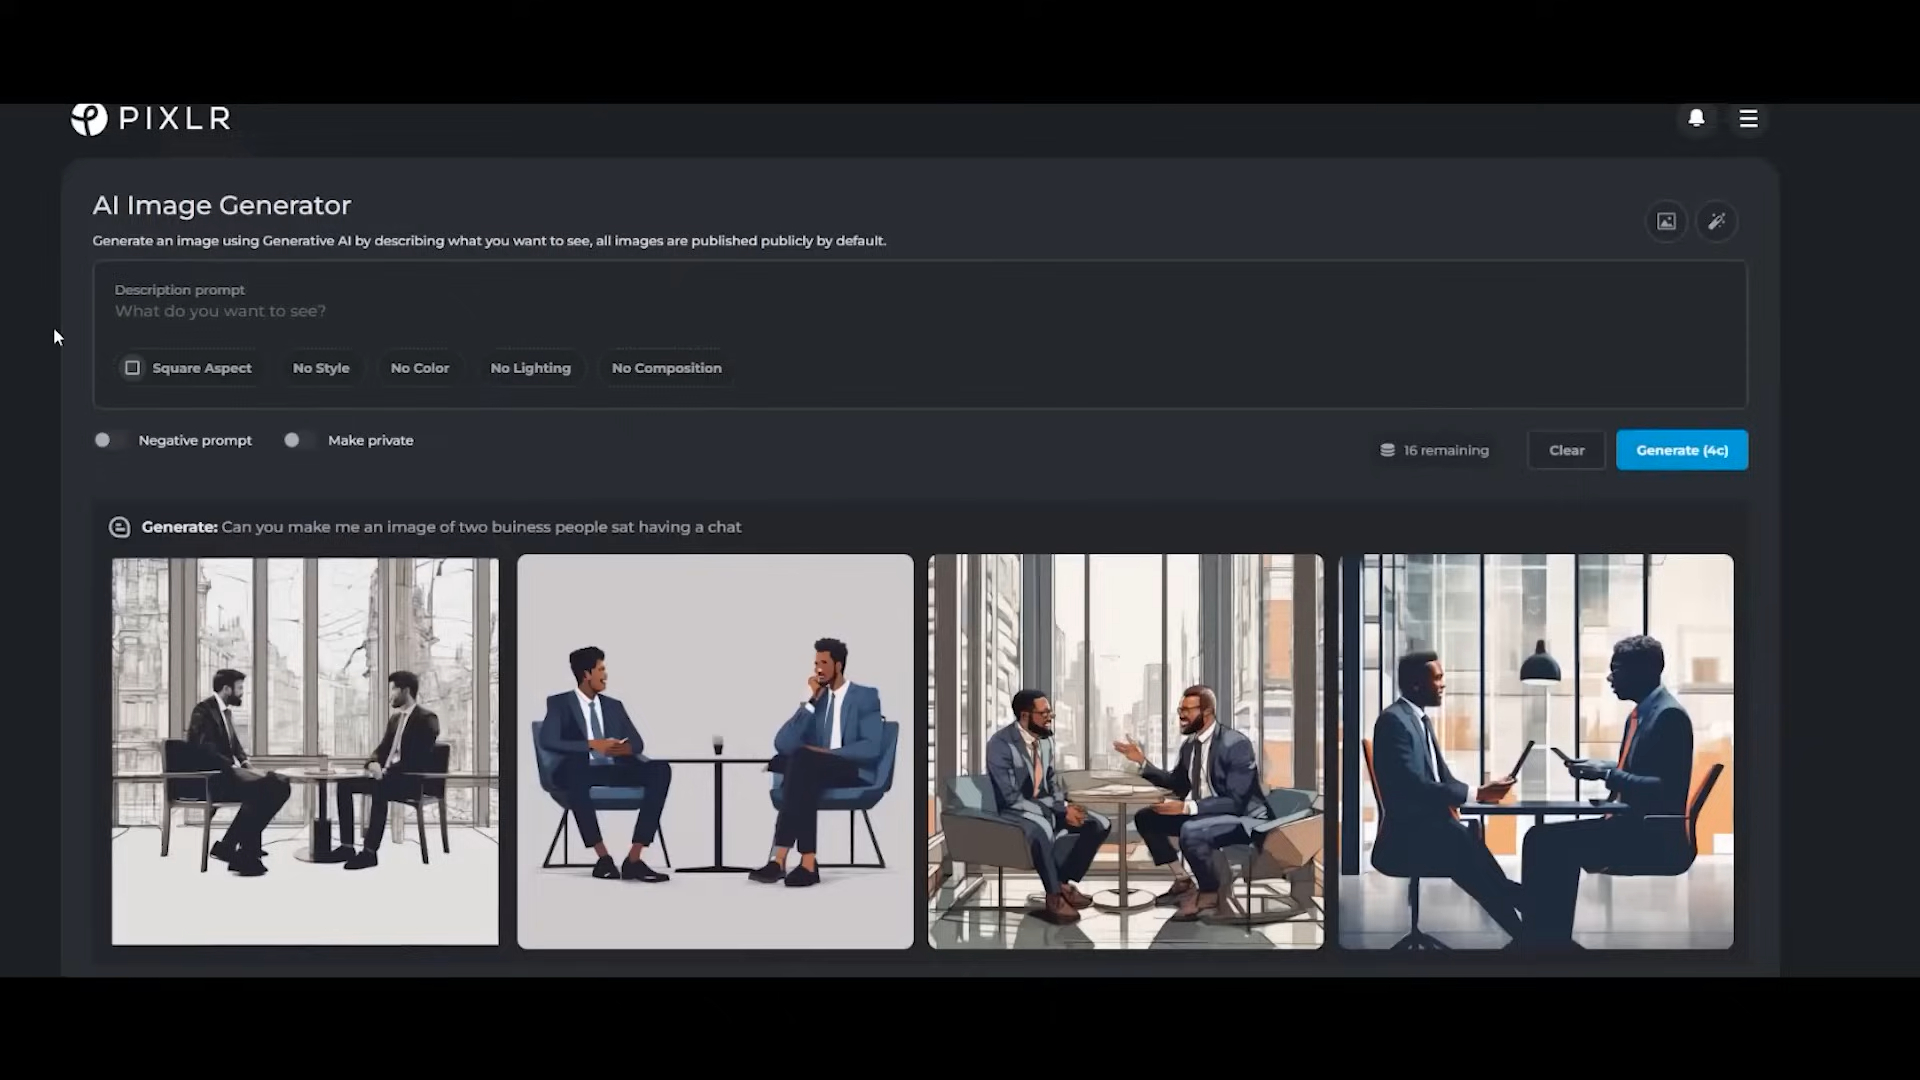 PIXLR
AI Image Generator
Generate an image using Generative AI by describing what you want to see, all images are published publicly by default.
Description prompt
What do you want to see?
Square Aspect No Style No Color No Lighting No Composition
Negative prompt Make private 16 remaining Clear Generate (4c)
Generate: Can you make me an image of two buiness people sat having a chat